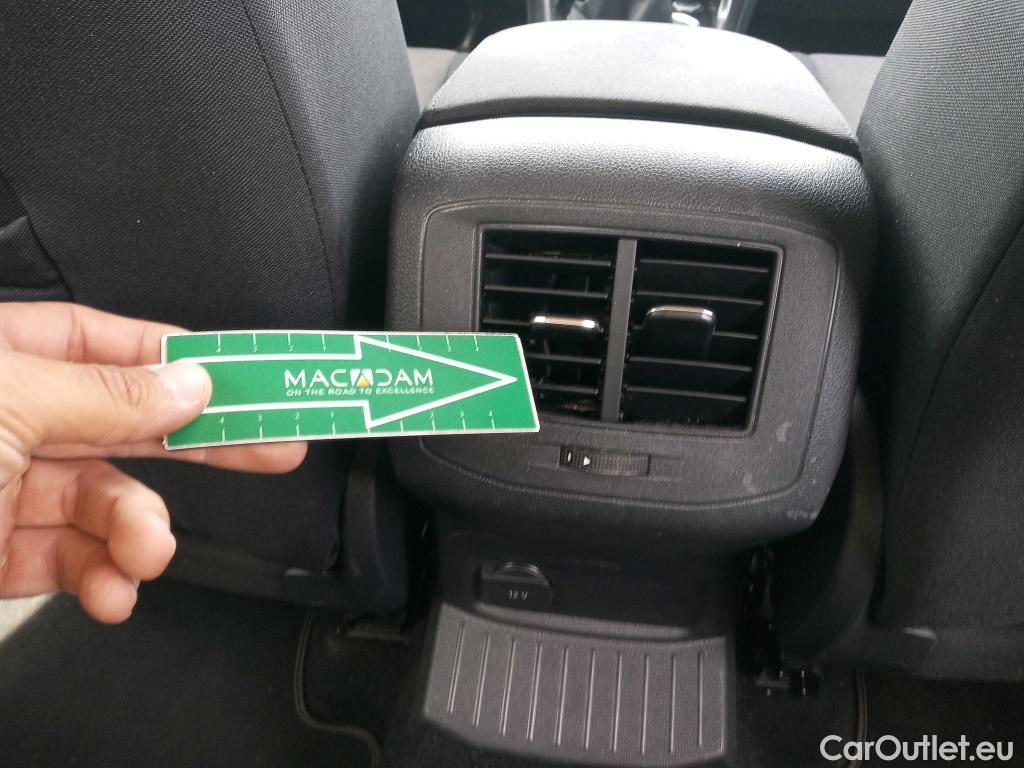 MACADAM
ON THE ROAD TO EXCELLENCE
12 V
CarOutlet.eu